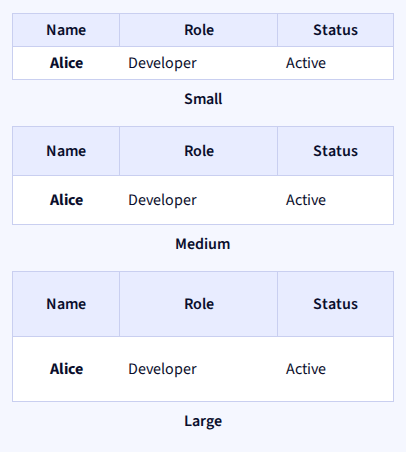 Name Role Status
Alice Developer Active
Small
Name Role Status
Alice Developer Active
Medium
Name Role Status
Alice Developer Active
Large